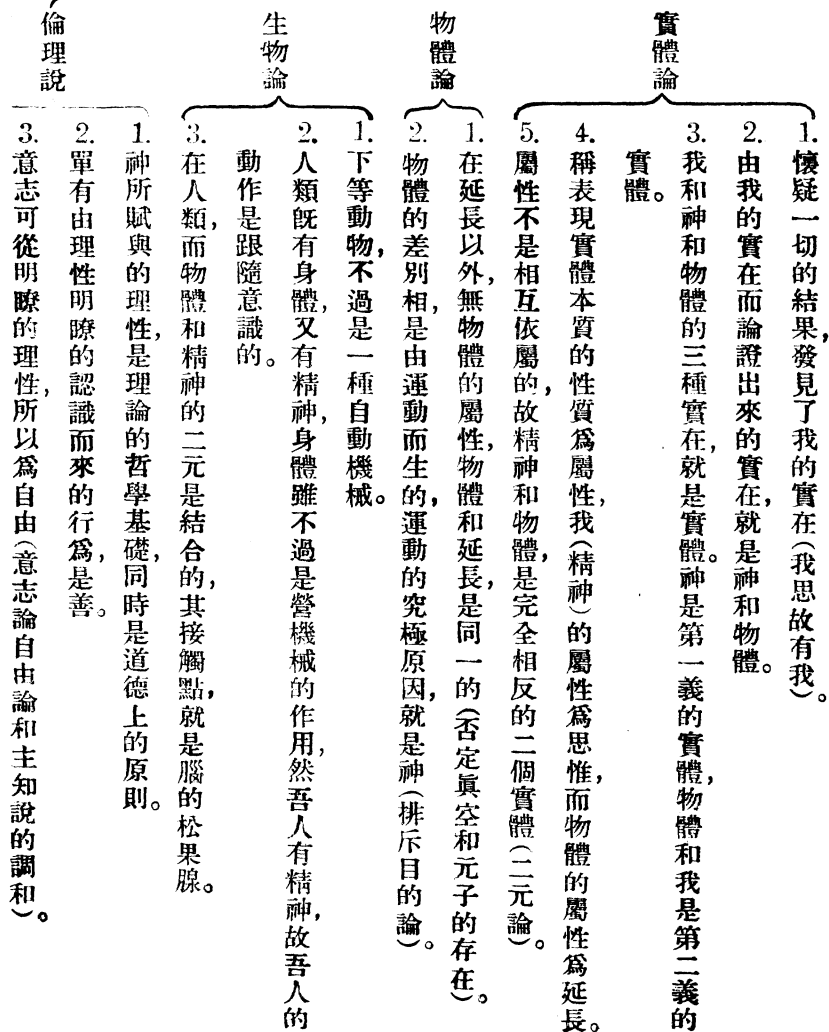 實體論
1. 懷疑一切的結果，發見了我的實在（我思故有我）。
2. 由我的實在而論證出來的實在，就是神和物體。
3. 我和神和物體的三種實在，就是實體。神是第一義的實體，物體和我是第二義的
實體。
4. 稱表現實體本質的性質爲屬性，我（精神）的屬性爲思惟，而物體的屬性爲延長。
5. 屬性不是相互依屬的，故精神和物體，是完全相反的二個實體（二元論）。
物體論
1. 在延長以外，無物體的屬性，物體和延長，是同一的（否定眞空和元子的存在）。
2. 物體的差別相，是由運動而生的，運動的究極原因，就是神（排斥目的論）。
生物論
1. 下等動物，不過是一種自動機械。
2. 人類旣有身體，又有精神，身體雖不過是營機械的作用，然吾人有精神，故吾人的
動作是跟隨意識的。
3. 在人類，而物體和精神的二元是結合的，其接觸點，就是腦的松果腺。
倫理說
1. 神所賦與的理性，是理論的哲學基礎，同時是道德上的原則。
2. 單有由理性明瞭的認識而來的行爲，是善。
3. 意志可從明瞭的理性，所以爲自由（意志論自由論和主知說的調和）。